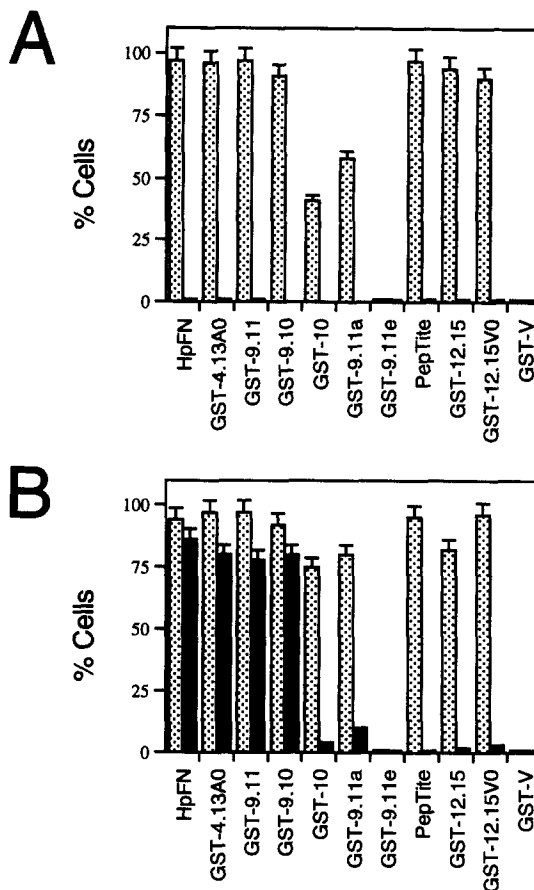 A
% Cells
100
75
50
25
0
HpFN
GST-4.13A0
GST-9.11
GST-9.10
GST-10
GST-9.11a
GST-9.11e
PepTite
GST-12.15
GST-12.15V0
GST-V
B
% Cells
100
75
50
25
0
HpFN
GST-4.13A0
GST-9.11
GST-9.10
GST-10
GST-9.11a
GST-9.11e
PepTite
GST-12.15
GST-12.15V0
GST-V